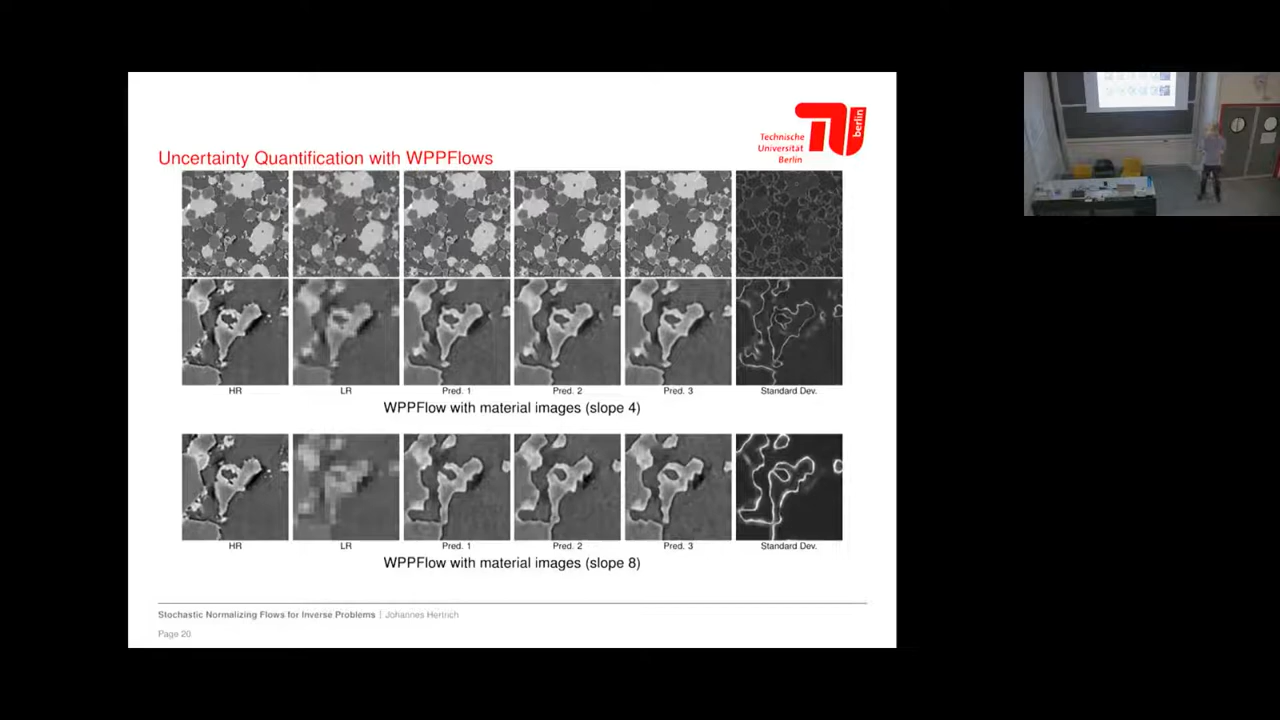 Technische
Universität
Berlin
berlin
Uncertainty Quantification with WPPFlows
HR LR Pred. 1 Pred. 2 Pred. 3 Standard Dev.
WPPFlow with material images (slope 4)
HR LR Pred. 1 Pred. 2 Pred. 3 Standard Dev.
WPPFlow with material images (slope 8)
Stochastic Normalizing Flows for Inverse Problems | Johannes Hertrich
Page 20